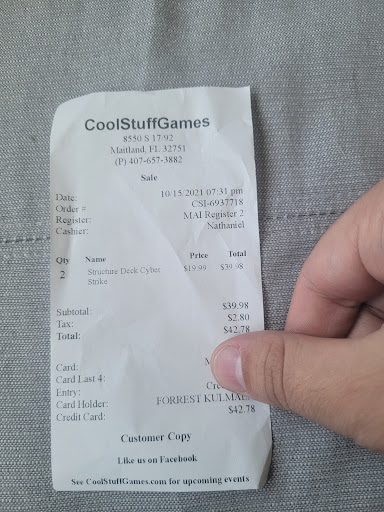 CoolStuffGames
8550 S 17-92
Maitland, FL 32751
(P) 407-657-3882
Sale
Date: 10/15/2021 07:31 pm
Order # CSI-6937718
Register: MAI Register 2
Cashier: Nathaniel
Qty Name Price Total
2 Structure Deck Cyber $19.99 $39.98
Strike
Subtotal: $39.98
Tax: $2.80
Total: $42.78
Card:
Card Last 4:
Entry:
Card Holder: FORREST
Credit Card: $42.78
Customer Copy
Like us on Facebook
See CoolStuffGames.com for upcoming events